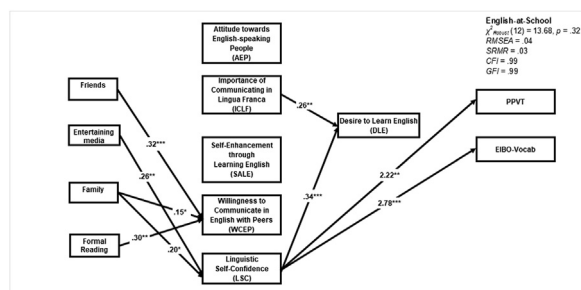 English-at-School
χ²Robust (12) = 13.68, p = .32
RMSEA = .04
SRMR = .03
CFI = .99
GFI = .99
Attitude towards
English-speaking
People
(AEP)
Friends
Importance of
Communicating in
Lingua Franca
(ICLF)
.26**
PPVT
.32***
Desire to Learn English
(DLE)
Entertaining
media
Self-Enhancement
through
Learning English
(SALE)
EIBO-Vocab
.26**
2.22**
Family
.34***
.15*
Willingness to
Communicate in
English with Peers
(WCEP)
2.78***
Formal
Reading
.30**
.20*
Linguistic
Self-Confidence
(LSC)